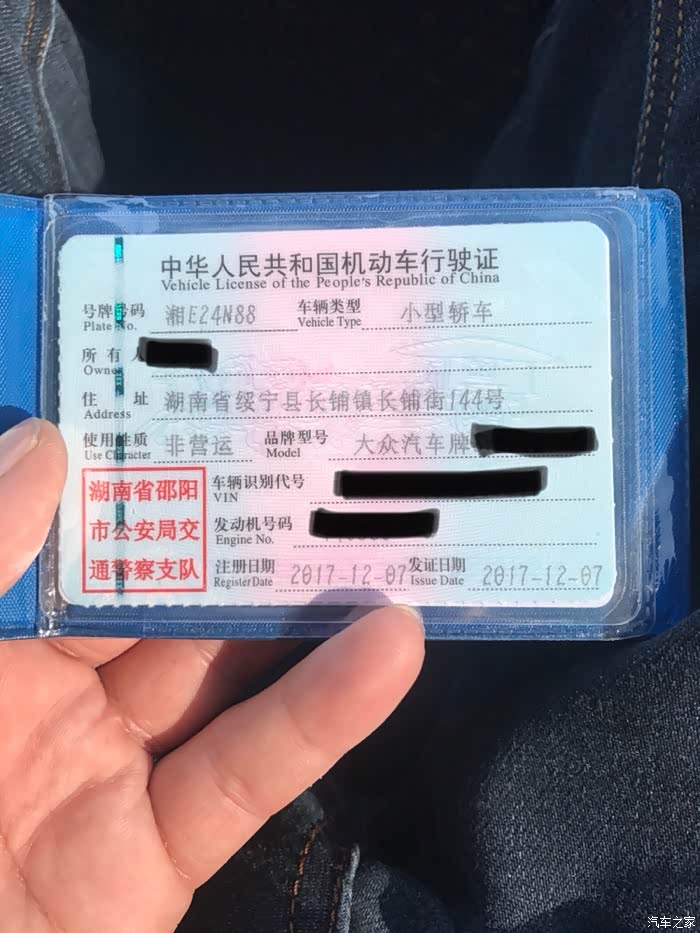 中华人民共和国机动车行驶证
Vehicle License of the People's Republic of China
号牌号码 湘E24N88 车辆类型 小型轿车
Plate No. Vehicle Type
所有人
Owner
住址 湖南省绥宁县长铺镇长铺街144号
Address
使用性质 非营运 品牌型号 大众汽车牌
Use Character Model
湖南省邵阳
市公安局交
通警察支队
车辆识别代号
VIN
发动机号码
Engine No.
注册日期 2017-12-07 发证日期 2017-12-07
Register Date Issue Date
汽车之家